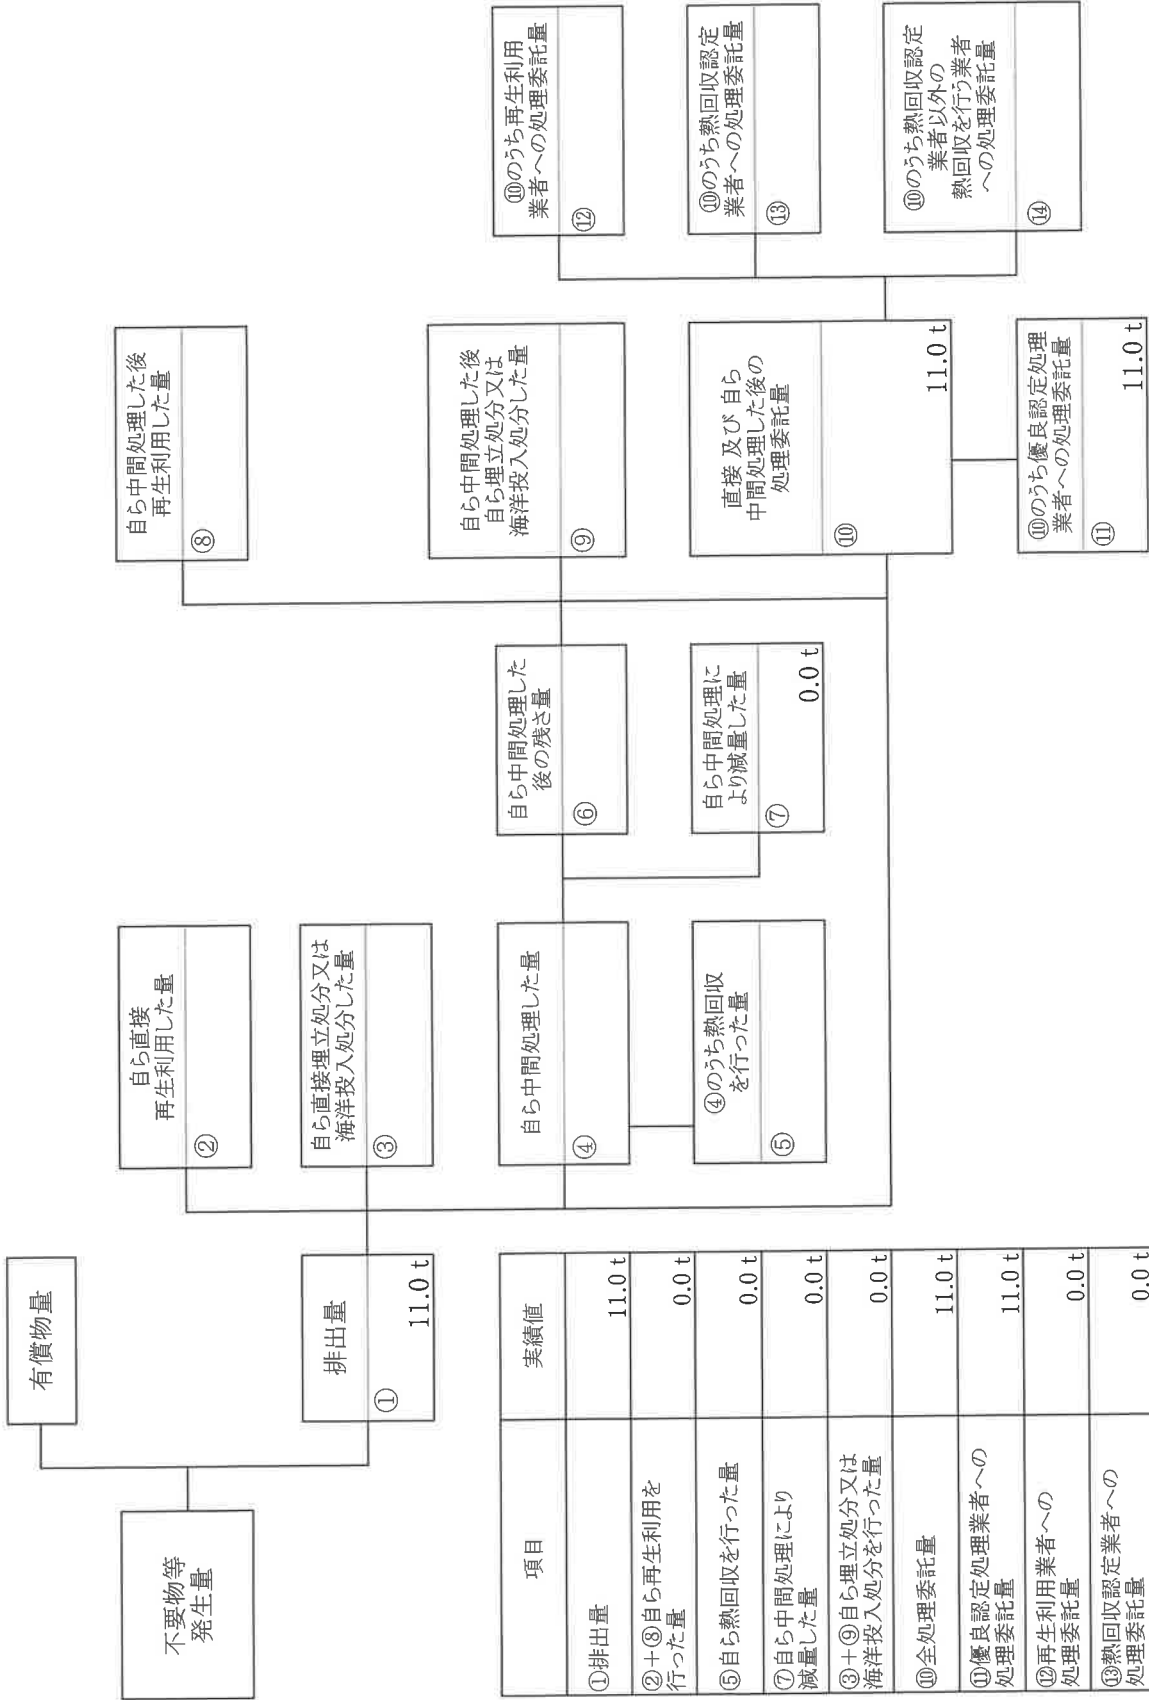 不要物等
発生量
有償物量
排出量
①
11.0 t
自ら直接
再生利用した量
②
自ら直接埋立処分又は
海洋投入処分した量
③
自ら中間処理した量
④
④のうち熱回収
を行った量
⑤
自ら中間処理した
後の残さ量
⑥
自ら中間処理に
より減量した量
⑦
0.0 t
自ら中間処理した後
再生利用した量
⑧
自ら中間処理した後
自ら埋立処分又は
海洋投入処分した量
⑨
直接 及び 自ら
中間処理した後の
処理委託量
⑩
11.0 t
⑩のうち優良認定処理
業者への処理委託量
⑪
11.0 t
⑩のうち再生利用
業者への処理委託量
⑫
⑩のうち熱回収認定
業者への処理委託量
⑬
⑩のうち熱回収認定
業者以外の
熱回収を行う業者
への処理委託量
⑭
項目 実績値
①排出量 11.0 t
②+⑧自ら再生利用を
行った量 0.0 t
⑤自ら熱回収を行った量 0.0 t
⑦自ら中間処理により
減量した量 0.0 t
③+⑨自ら埋立処分又は
海洋投入処分を行った量 0.0 t
⑩全処理委託量 11.0 t
⑪優良認定処理業者への
処理委託量 11.0 t
⑫再生利用業者への
処理委託量 0.0 t
⑬熱回収認定業者への
処理委託量 0.0 t